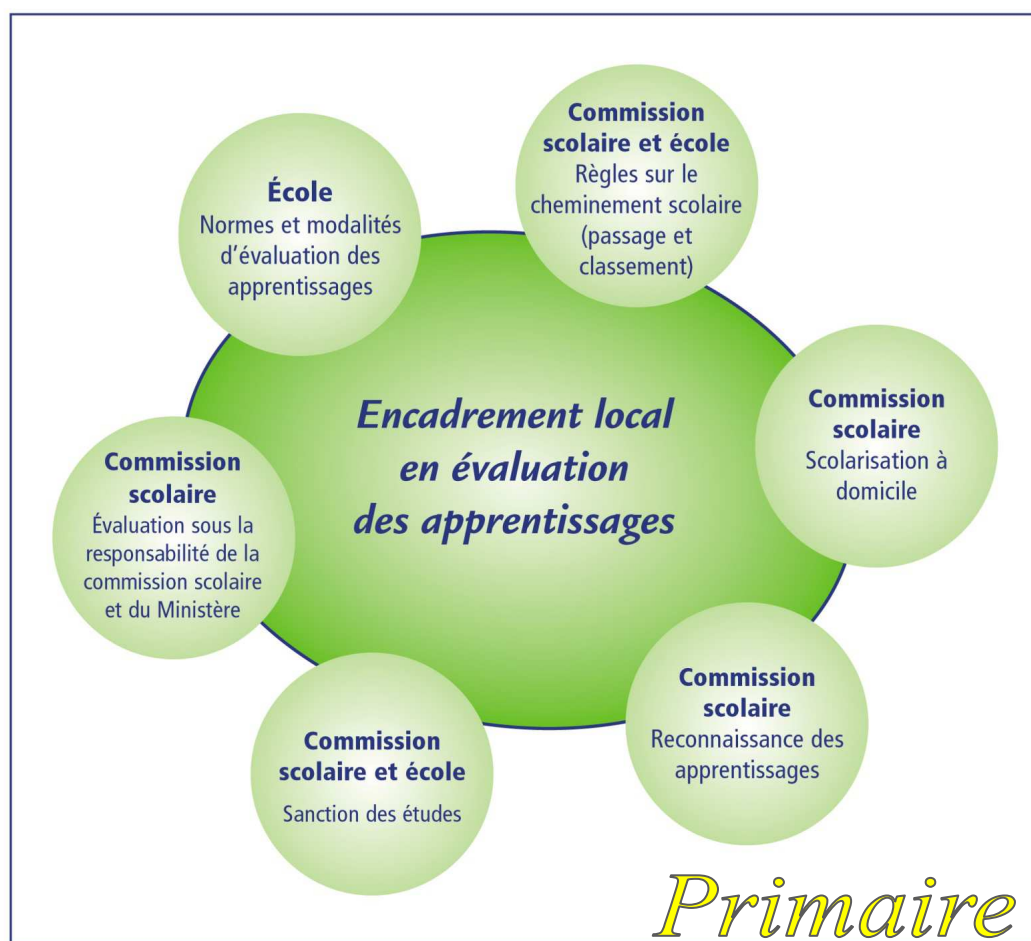 Commission
scolaire et école
Règles sur le
cheminement scolaire
(passage et
classement)
École
Normes et modalités
d'évaluation des
apprentissages
Encadrement local
en évaluation
des apprentissages
Commission
scolaire
Scolarisation à
domicile
Commission
scolaire
Évaluation sous la
responsabilité de la
commission scolaire
et du Ministère
Commission
scolaire
Reconnaissance des
apprentissages
Commission
scolaire et école
Sanction des études
Primaire